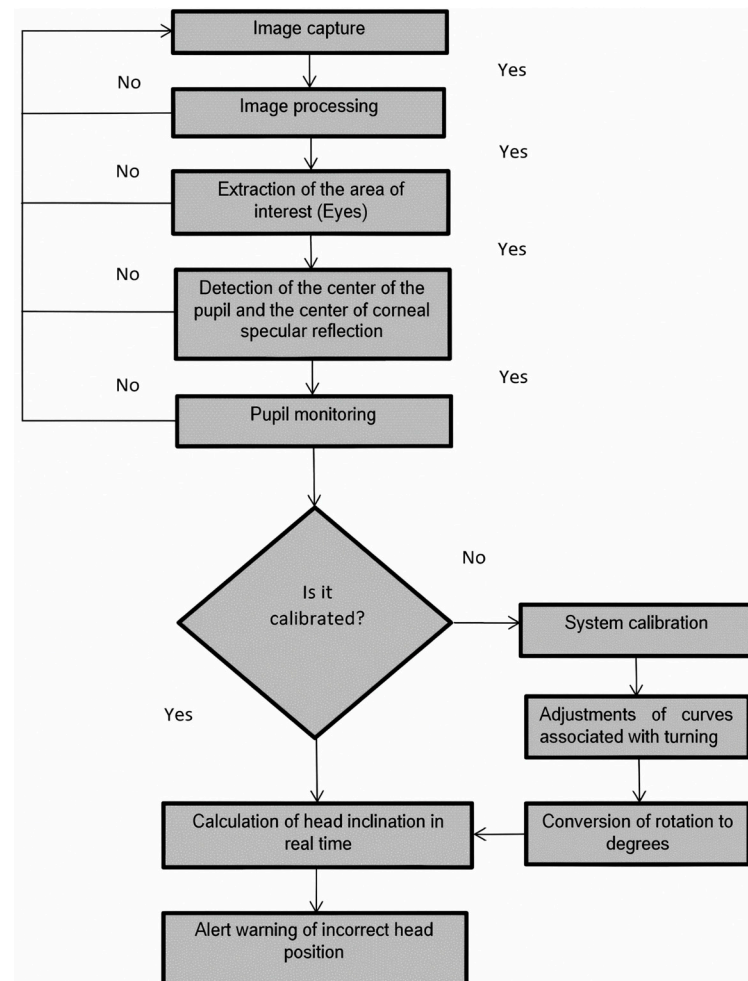 Image capture
Yes
No
Image processing
Yes
No
Extraction of the area of
interest (Eyes)
Yes
No
Detection of the center of the
pupil and the center of corneal
specular reflection
Yes
No
Pupil monitoring
No
Is it
calibrated?
System calibration
Yes
Adjustments of curves
associated with turning
Calculation of head inclination in
real time
Conversion of rotation to
degrees
Alert warning of incorrect head
position